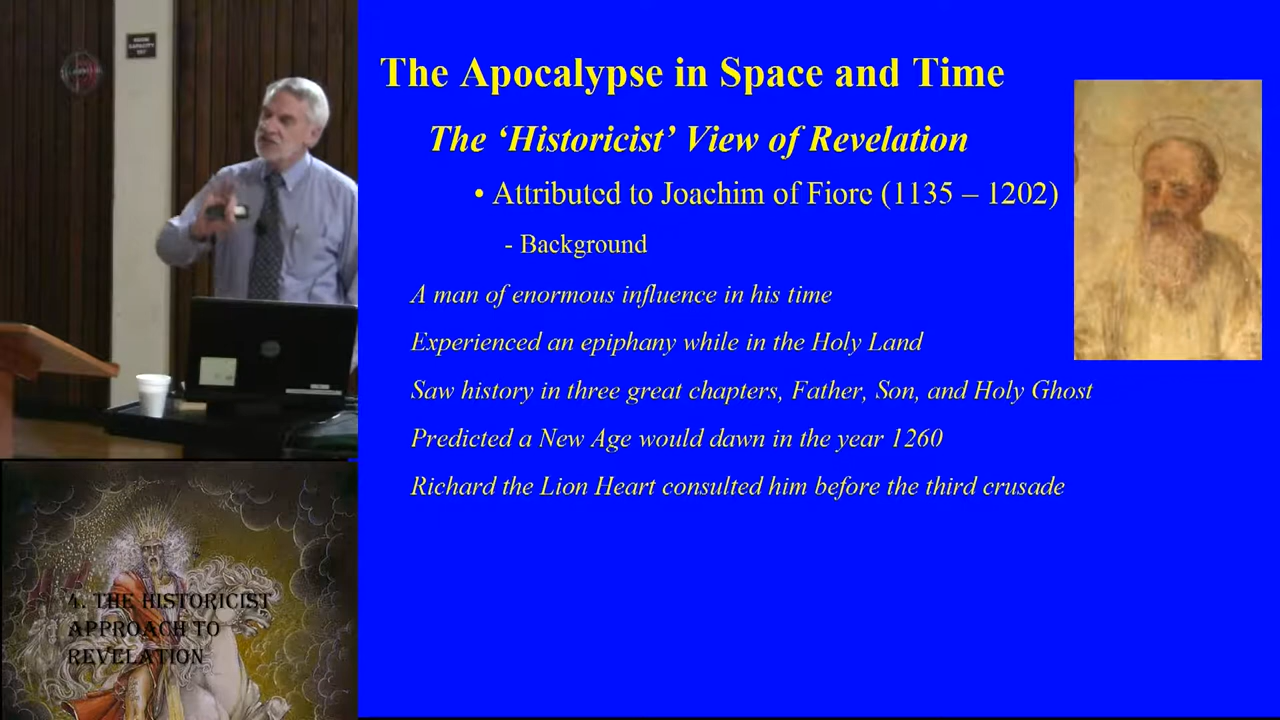 ROOM
CAPACITY
The Apocalypse in Space and Time
The ‘Historicist’ View of Revelation
• Attributed to Joachim of Fiore (1135 – 1202)
- Background
A man of enormous influence in his time
Experienced an epiphany while in the Holy Land
Saw history in three great chapters, Father, Son, and Holy Ghost
Predicted a New Age would dawn in the year 1260
Richard the Lion Heart consulted him before the third crusade
4. THE HISTORICIST
APPROACH TO
REVELATION